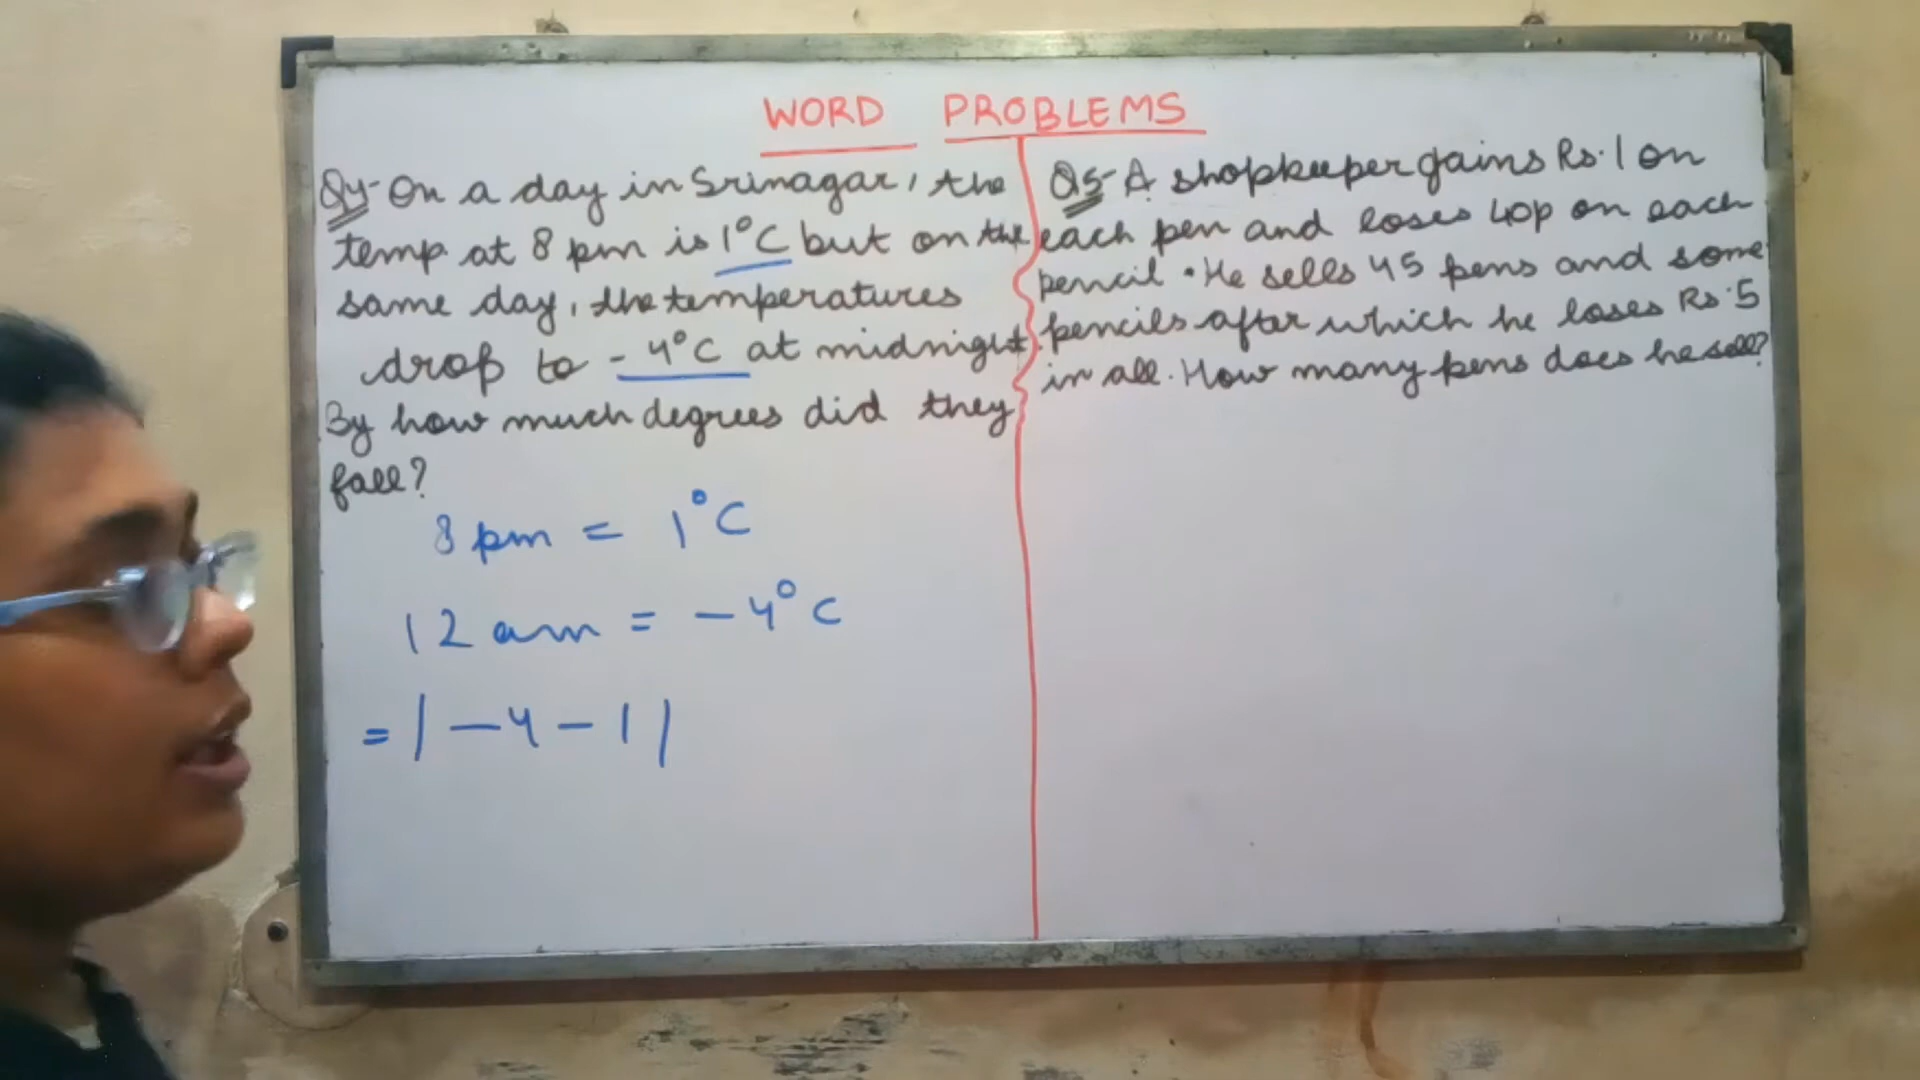 WORD PROBLEMS
Q4- On a day in Srinagar, the
temp. at 8 pm is 1°C but on the
same day, the temperatures
drop to -4°C at midnight.
By how much degrees did they
fall?
8 pm = 1°C
12 am = -4°C
= |-4-1|
Q5- A shopkeeper gains Rs.1 on
each pen and loses 40p on each
pencil. He sells 45 pens and some
pencils after which he loses Rs.5
in all. How many pens does he sell?